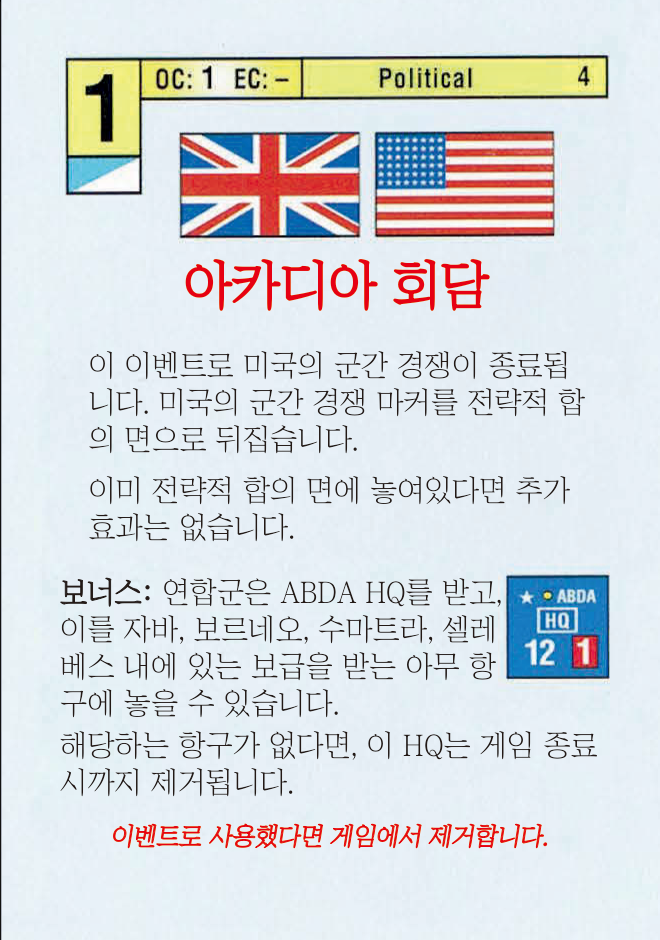 1
OC: 1 EC: – Political 4
아카디아 회담
이 이벤트로 미국의 군간 경쟁이 종료됩
니다. 미국의 군간 경쟁 마커를 전략적 합
의 면으로 뒤집습니다.
이미 전략적 합의 면에 놓여있다면 추가
효과는 없습니다.
보너스: 연합군은 ABDA HQ를 받고,
이를 자바, 보르네오, 수마트라, 셀레
베스 내에 있는 보급을 받는 아무 항
구에 놓을 수 있습니다.
ABDA
HQ
12 1
해당하는 항구가 없다면, 이 HQ는 게임 종료
시까지 제거됩니다.
이벤트로 사용했다면 게임에서 제거합니다.